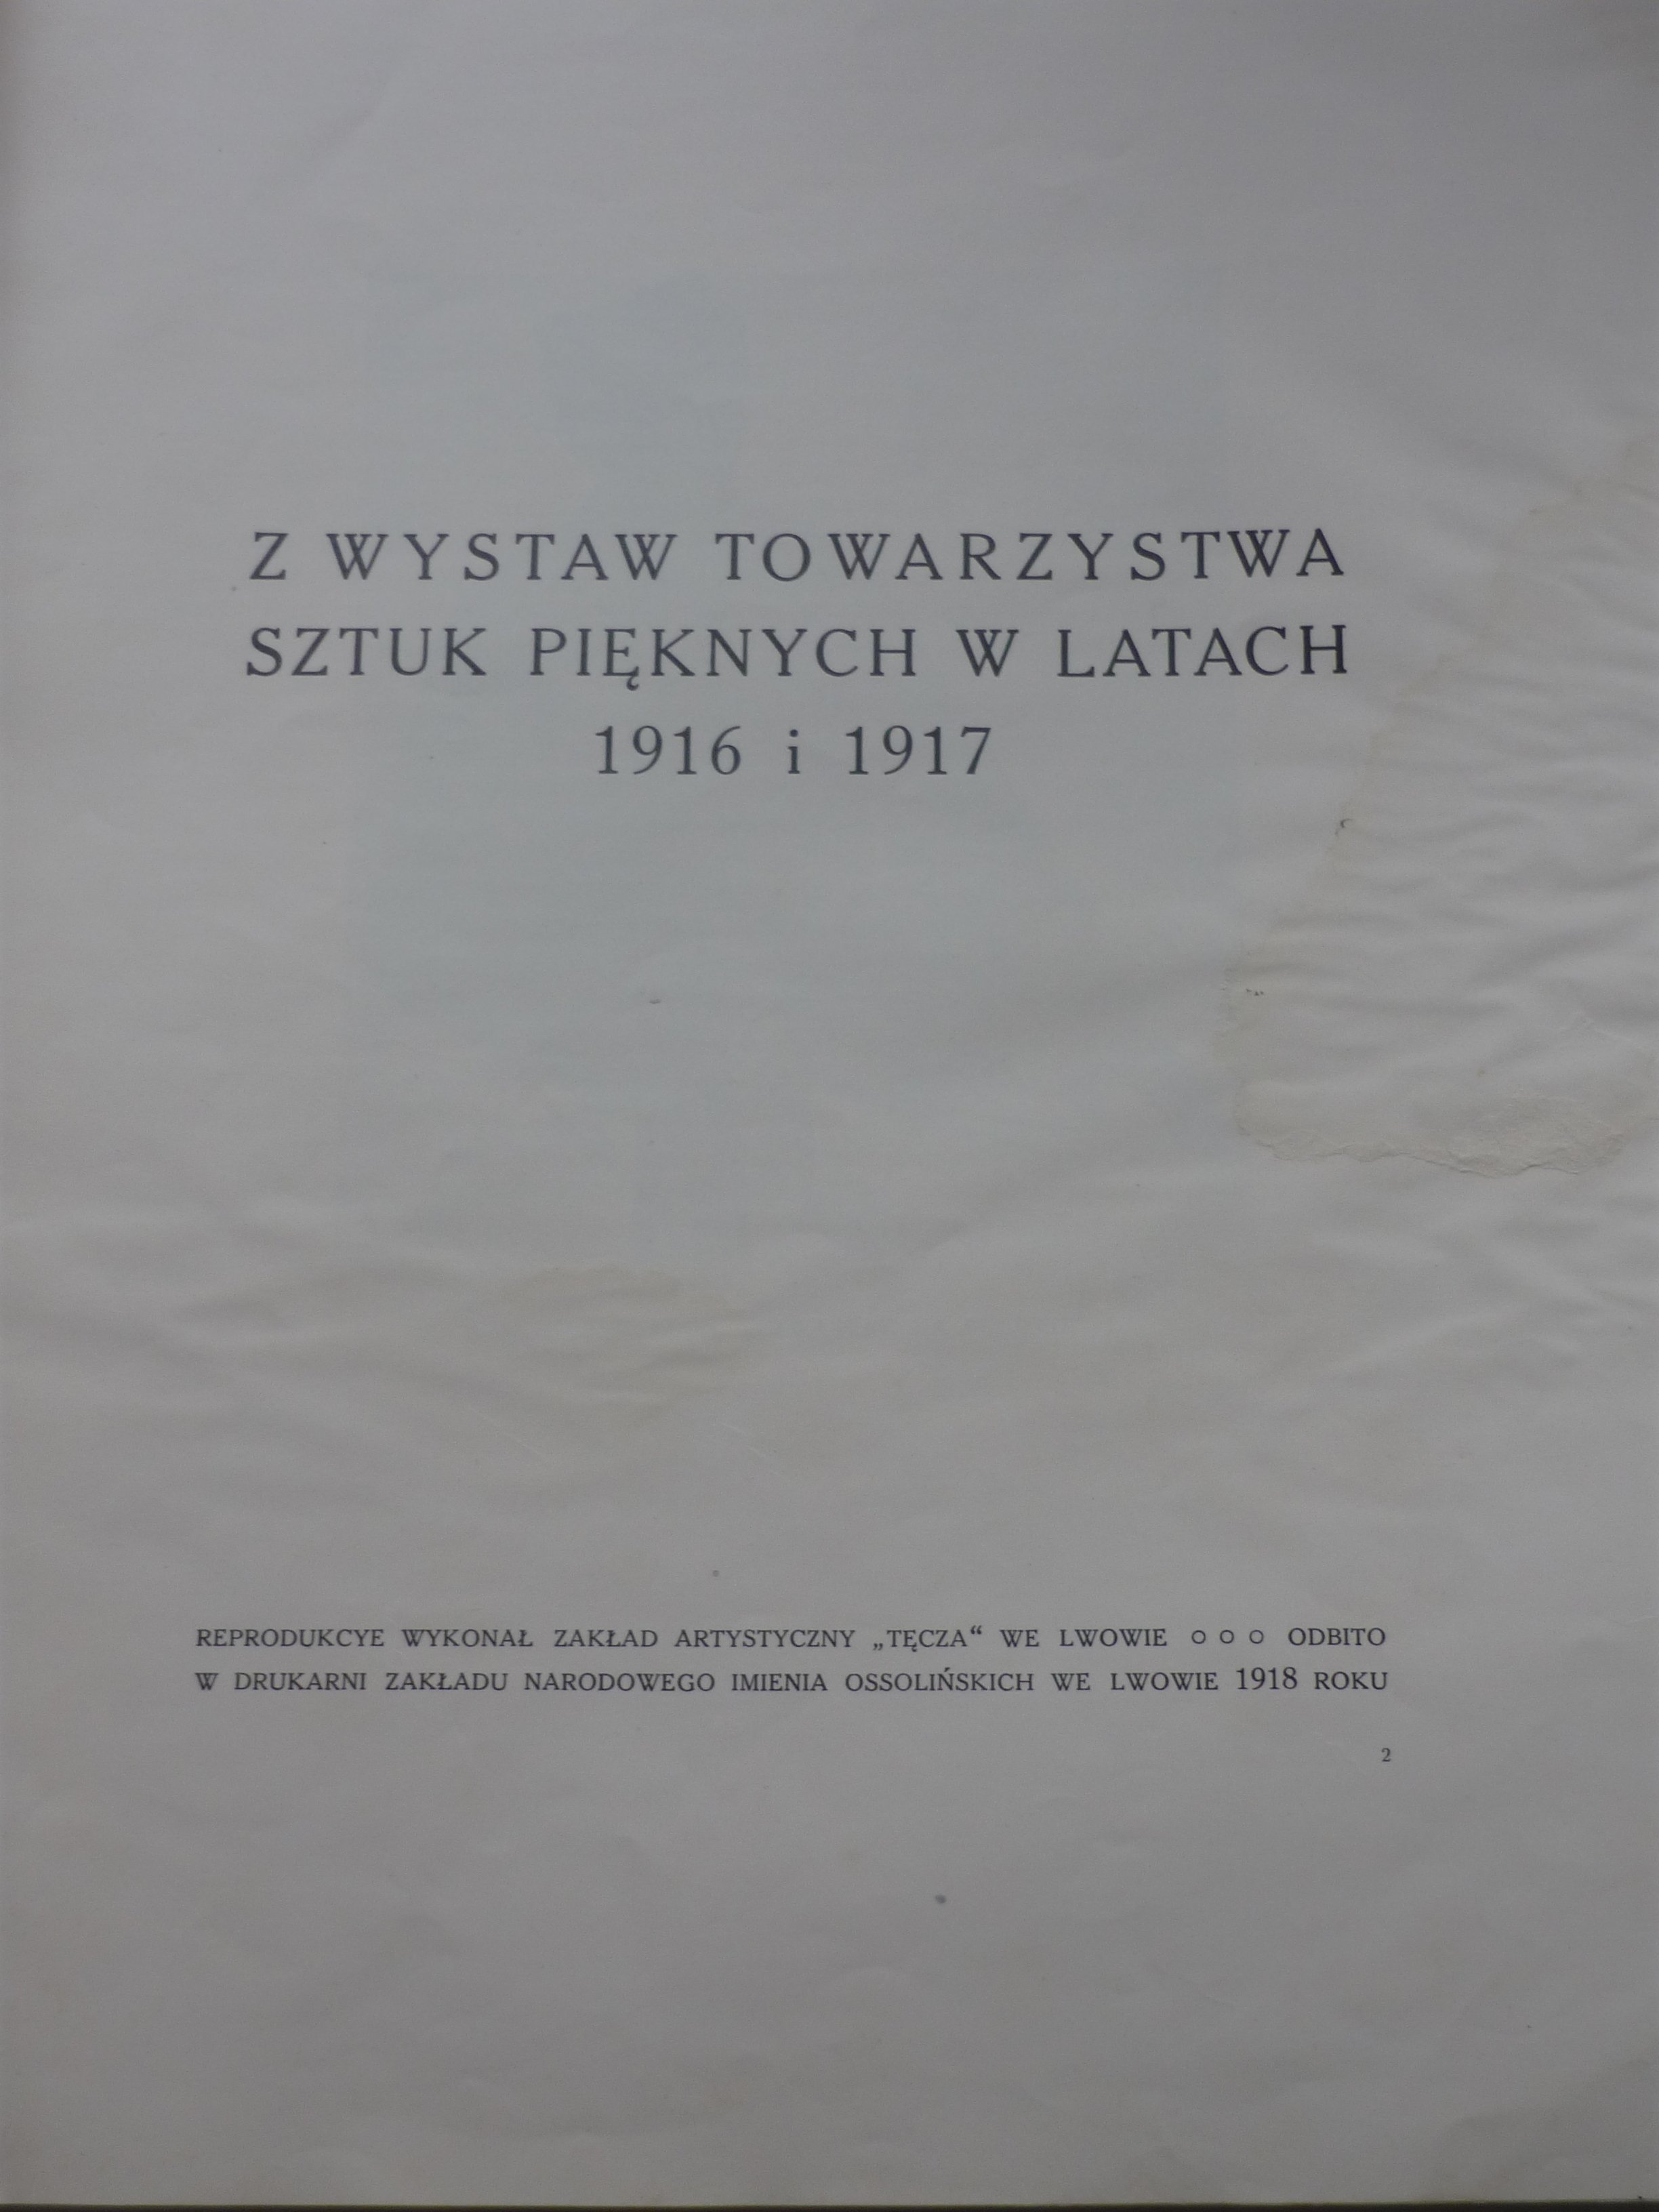 Z WYSTAW TOWARZYSTWA
SZTUK PIĘKNYCH W LATACH
1916 i 1917
REPRODUKCYE WYKONAŁ ZAKŁAD ARTYSTYCZNY „TĘCZA“ WE LWOWIE ○ ○ ○ ODBITO
W DRUKARNI ZAKŁADU NARODOWEGO IMIENIA OSSOLIŃSKICH WE LWOWIE 1918 ROKU
2